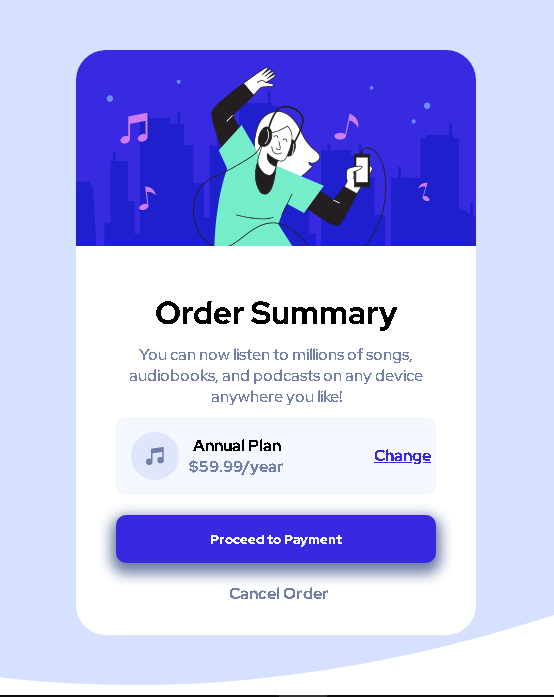 Order Summary
You can now listen to millions of songs,
audiobooks, and podcasts on any device
anywhere you like!
Annual Plan
$59.99/year
Change
Proceed to Payment
Cancel Order